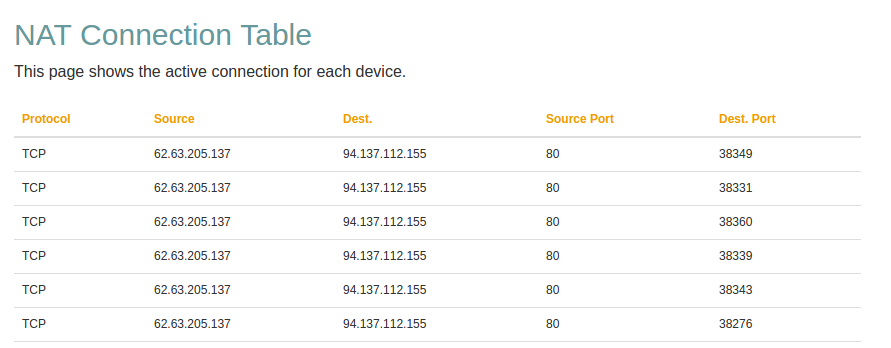 NAT Connection Table
This page shows the active connection for each device.
Protocol Source Dest. Source Port Dest. Port
TCP 62.63.205.137 94.137.112.155 80 38349
TCP 62.63.205.137 94.137.112.155 80 38331
TCP 62.63.205.137 94.137.112.155 80 38360
TCP 62.63.205.137 94.137.112.155 80 38339
TCP 62.63.205.137 94.137.112.155 80 38343
TCP 62.63.205.137 94.137.112.155 80 38276